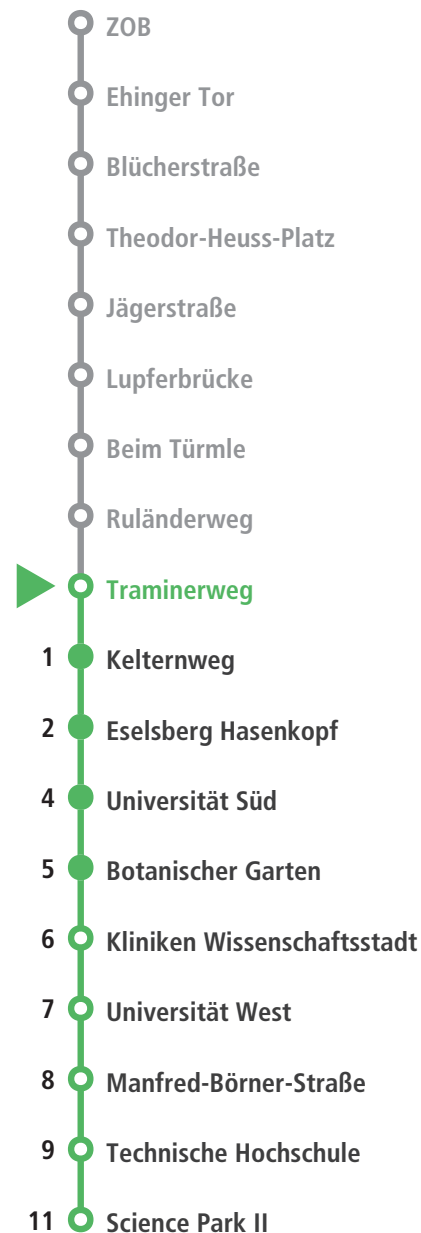 ZOB
Ehinger Tor
Blücherstraße
Theodor-Heuss-Platz
Jägerstraße
Lupferbrücke
Beim Türmle
Ruländerweg
Traminerweg
1 Kelternweg
2 Eselsberg Hasenkopf
4 Universität Süd
5 Botanischer Garten
6 Kliniken Wissenschaftsstadt
7 Universität West
8 Manfred-Börner-Straße
9 Technische Hochschule
11 Science Park II